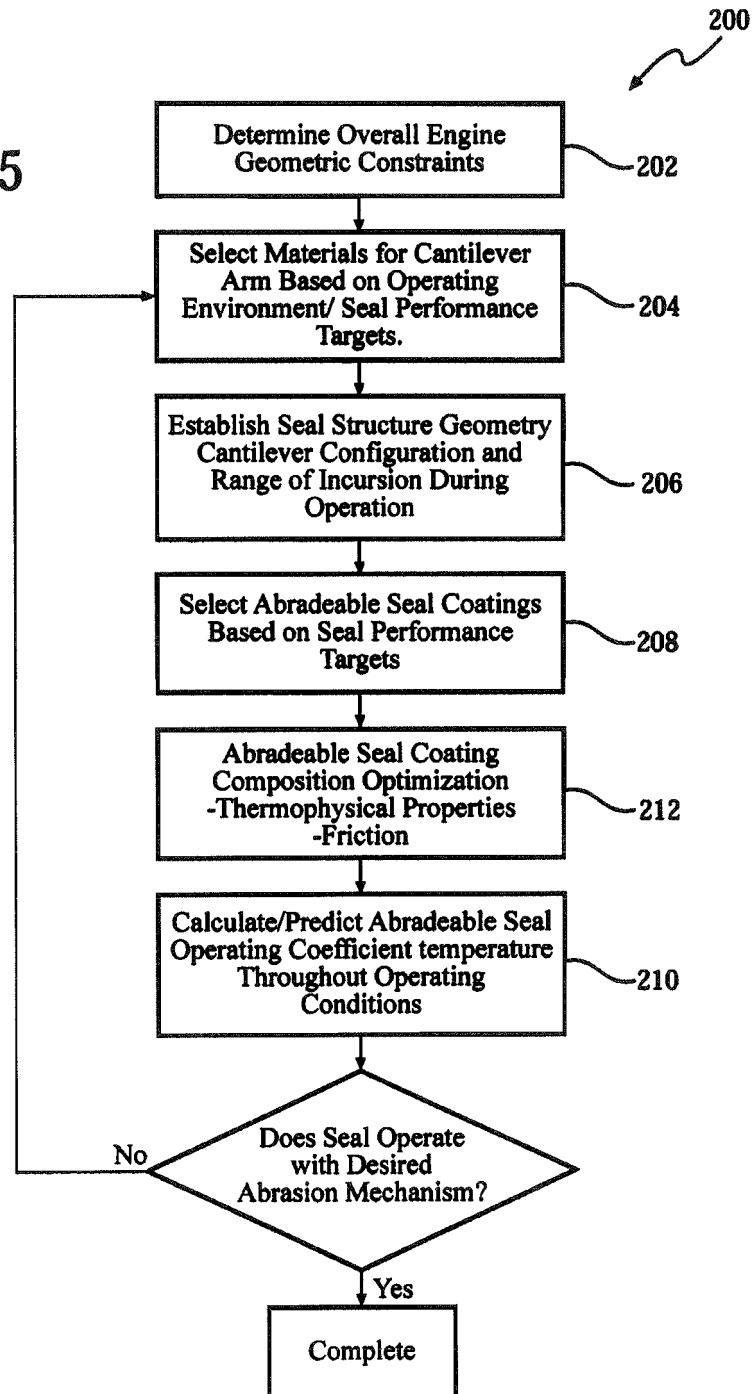 200
5
Determine Overall Engine
Geometric Constraints
202
Select Materials for Cantilever
Arm Based on Operating
Environment/ Seal Performance
Targets.
204
Establish Seal Structure Geometry
Cantilever Configuration and
Range of Incursion During
Operation
206
Select Abradeable Seal Coatings
Based on Seal Performance
Targets
208
Abradeable Seal Coating
Composition Optimization
-Thermophysical Properties
-Friction
212
Calculate/Predict Abradeable Seal
Operating Coefficient temperature
Throughout Operating
Conditions
210
Does Seal Operate
with Desired
Abrasion Mechanism?
No
Yes
Complete